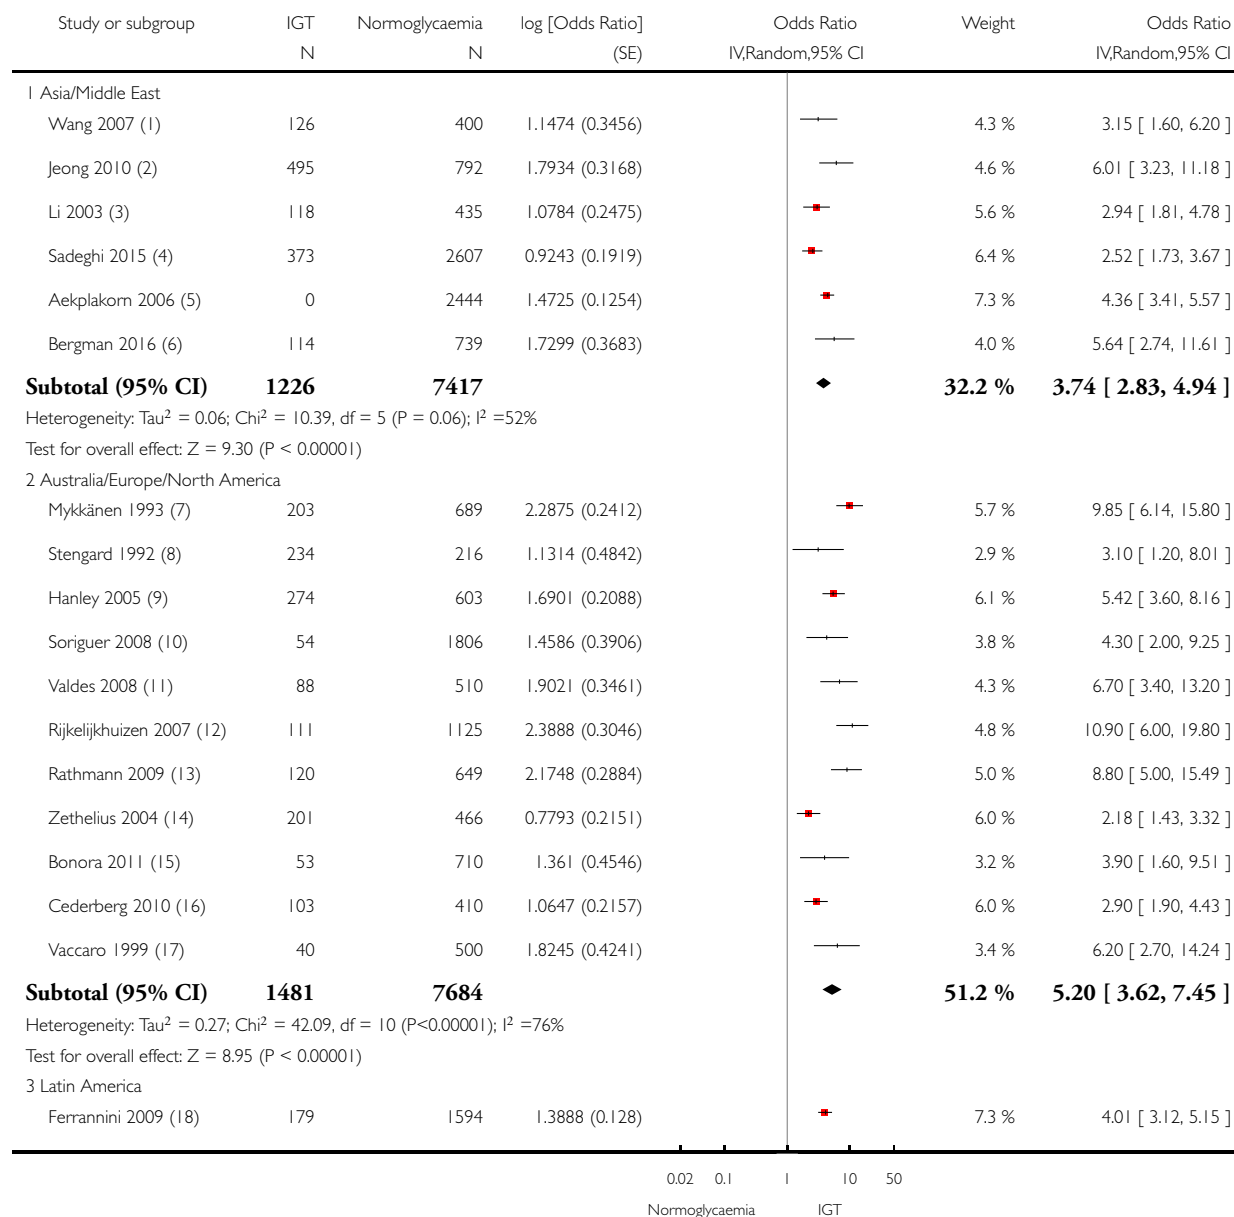 Study or subgroup IGT Normoglycaemia log [Odds Ratio] Odds Ratio Weight Odds Ratio
N N (SE) IV,Random,95% CI IV,Random,95% CI
1 Asia/Middle East
Wang 2007 (1) 126 400 1.1474 (0.3456) 4.3 % 3.15 [ 1.60, 6.20 ]
Jeong 2010 (2) 495 792 1.7934 (0.3168) 4.6 % 6.01 [ 3.23, 11.18 ]
Li 2003 (3) 118 435 1.0784 (0.2475) 5.6 % 2.94 [ 1.81, 4.78 ]
Sadeghi 2015 (4) 373 2607 0.9243 (0.1919) 6.4 % 2.52 [ 1.73, 3.67 ]
Aekplakorn 2006 (5) 0 2444 1.4725 (0.1254) 7.3 % 4.36 [ 3.41, 5.57 ]
Bergman 2016 (6) 114 739 1.7299 (0.3683) 4.0 % 5.64 [ 2.74, 11.61 ]
Subtotal (95% CI) 1226 7417 32.2 % 3.74 [ 2.83, 4.94 ]
Heterogeneity: Tau² = 0.06; Chi² = 10.39, df = 5 (P = 0.06); I² =52%
Test for overall effect: Z = 9.30 (P < 0.00001)
2 Australia/Europe/North America
Mykkänen 1993 (7) 203 689 2.2875 (0.2412) 5.7 % 9.85 [ 6.14, 15.80 ]
Stengard 1992 (8) 234 216 1.1314 (0.4842) 2.9 % 3.10 [ 1.20, 8.01 ]
Hanley 2005 (9) 274 603 1.6901 (0.2088) 6.1 % 5.42 [ 3.60, 8.16 ]
Soriguer 2008 (10) 54 1806 1.4586 (0.3906) 3.8 % 4.30 [ 2.00, 9.25 ]
Valdes 2008 (11) 88 510 1.9021 (0.3461) 4.3 % 6.70 [ 3.40, 13.20 ]
Rijkelijkhuizen 2007 (12) 111 1125 2.3888 (0.3046) 4.8 % 10.90 [ 6.00, 19.80 ]
Rathmann 2009 (13) 120 649 2.1748 (0.2884) 5.0 % 8.80 [ 5.00, 15.49 ]
Zethelius 2004 (14) 201 466 0.7793 (0.2151) 6.0 % 2.18 [ 1.43, 3.32 ]
Bonora 2011 (15) 53 710 1.361 (0.4546) 3.2 % 3.90 [ 1.60, 9.51 ]
Cederberg 2010 (16) 103 410 1.0647 (0.2157) 6.0 % 2.90 [ 1.90, 4.43 ]
Vaccaro 1999 (17) 40 500 1.8245 (0.4241) 3.4 % 6.20 [ 2.70, 14.24 ]
Subtotal (95% CI) 1481 7684 51.2 % 5.20 [ 3.62, 7.45 ]
Heterogeneity: Tau² = 0.27; Chi² = 42.09, df = 10 (P<0.00001); I² =76%
Test for overall effect: Z = 8.95 (P < 0.00001)
3 Latin America
Ferrannini 2009 (18) 179 1594 1.3888 (0.128) 7.3 % 4.01 [ 3.12, 5.15 ]
0.02 0.1 1 10 50
Normoglycaemia IGT